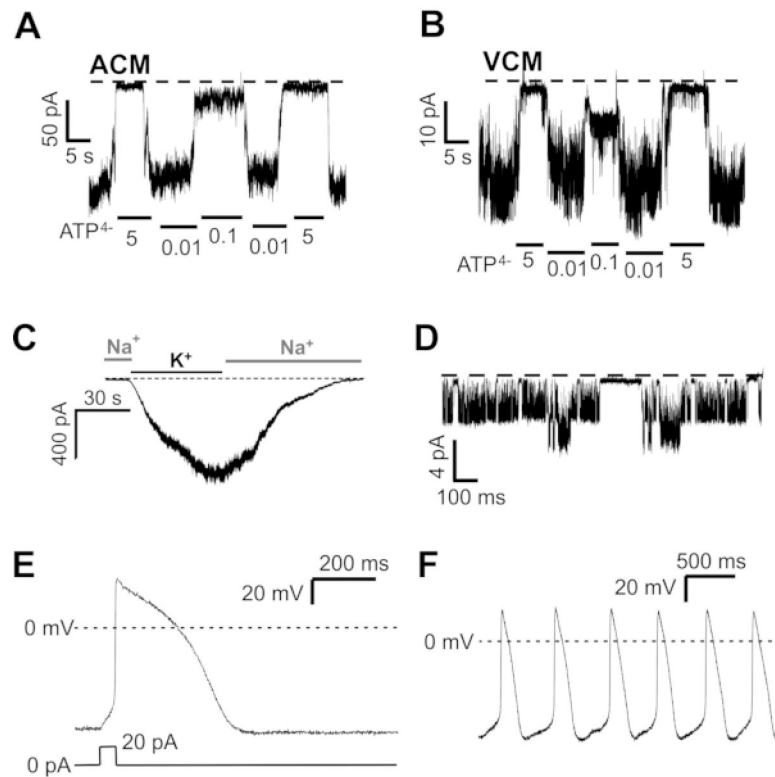 A
ACM
50 pA
5 s
ATP4-
5
0.01
0.1
0.01
5
B
VCM
10 pA
5 s
ATP4-
5
0.01
0.1
0.01
5
C
Na+
K+
Na+
30 s
400 pA
D
4 pA
100 ms
E
200 ms
20 mV
0 mV
20 pA
0 pA
F
500 ms
20 mV
0 mV